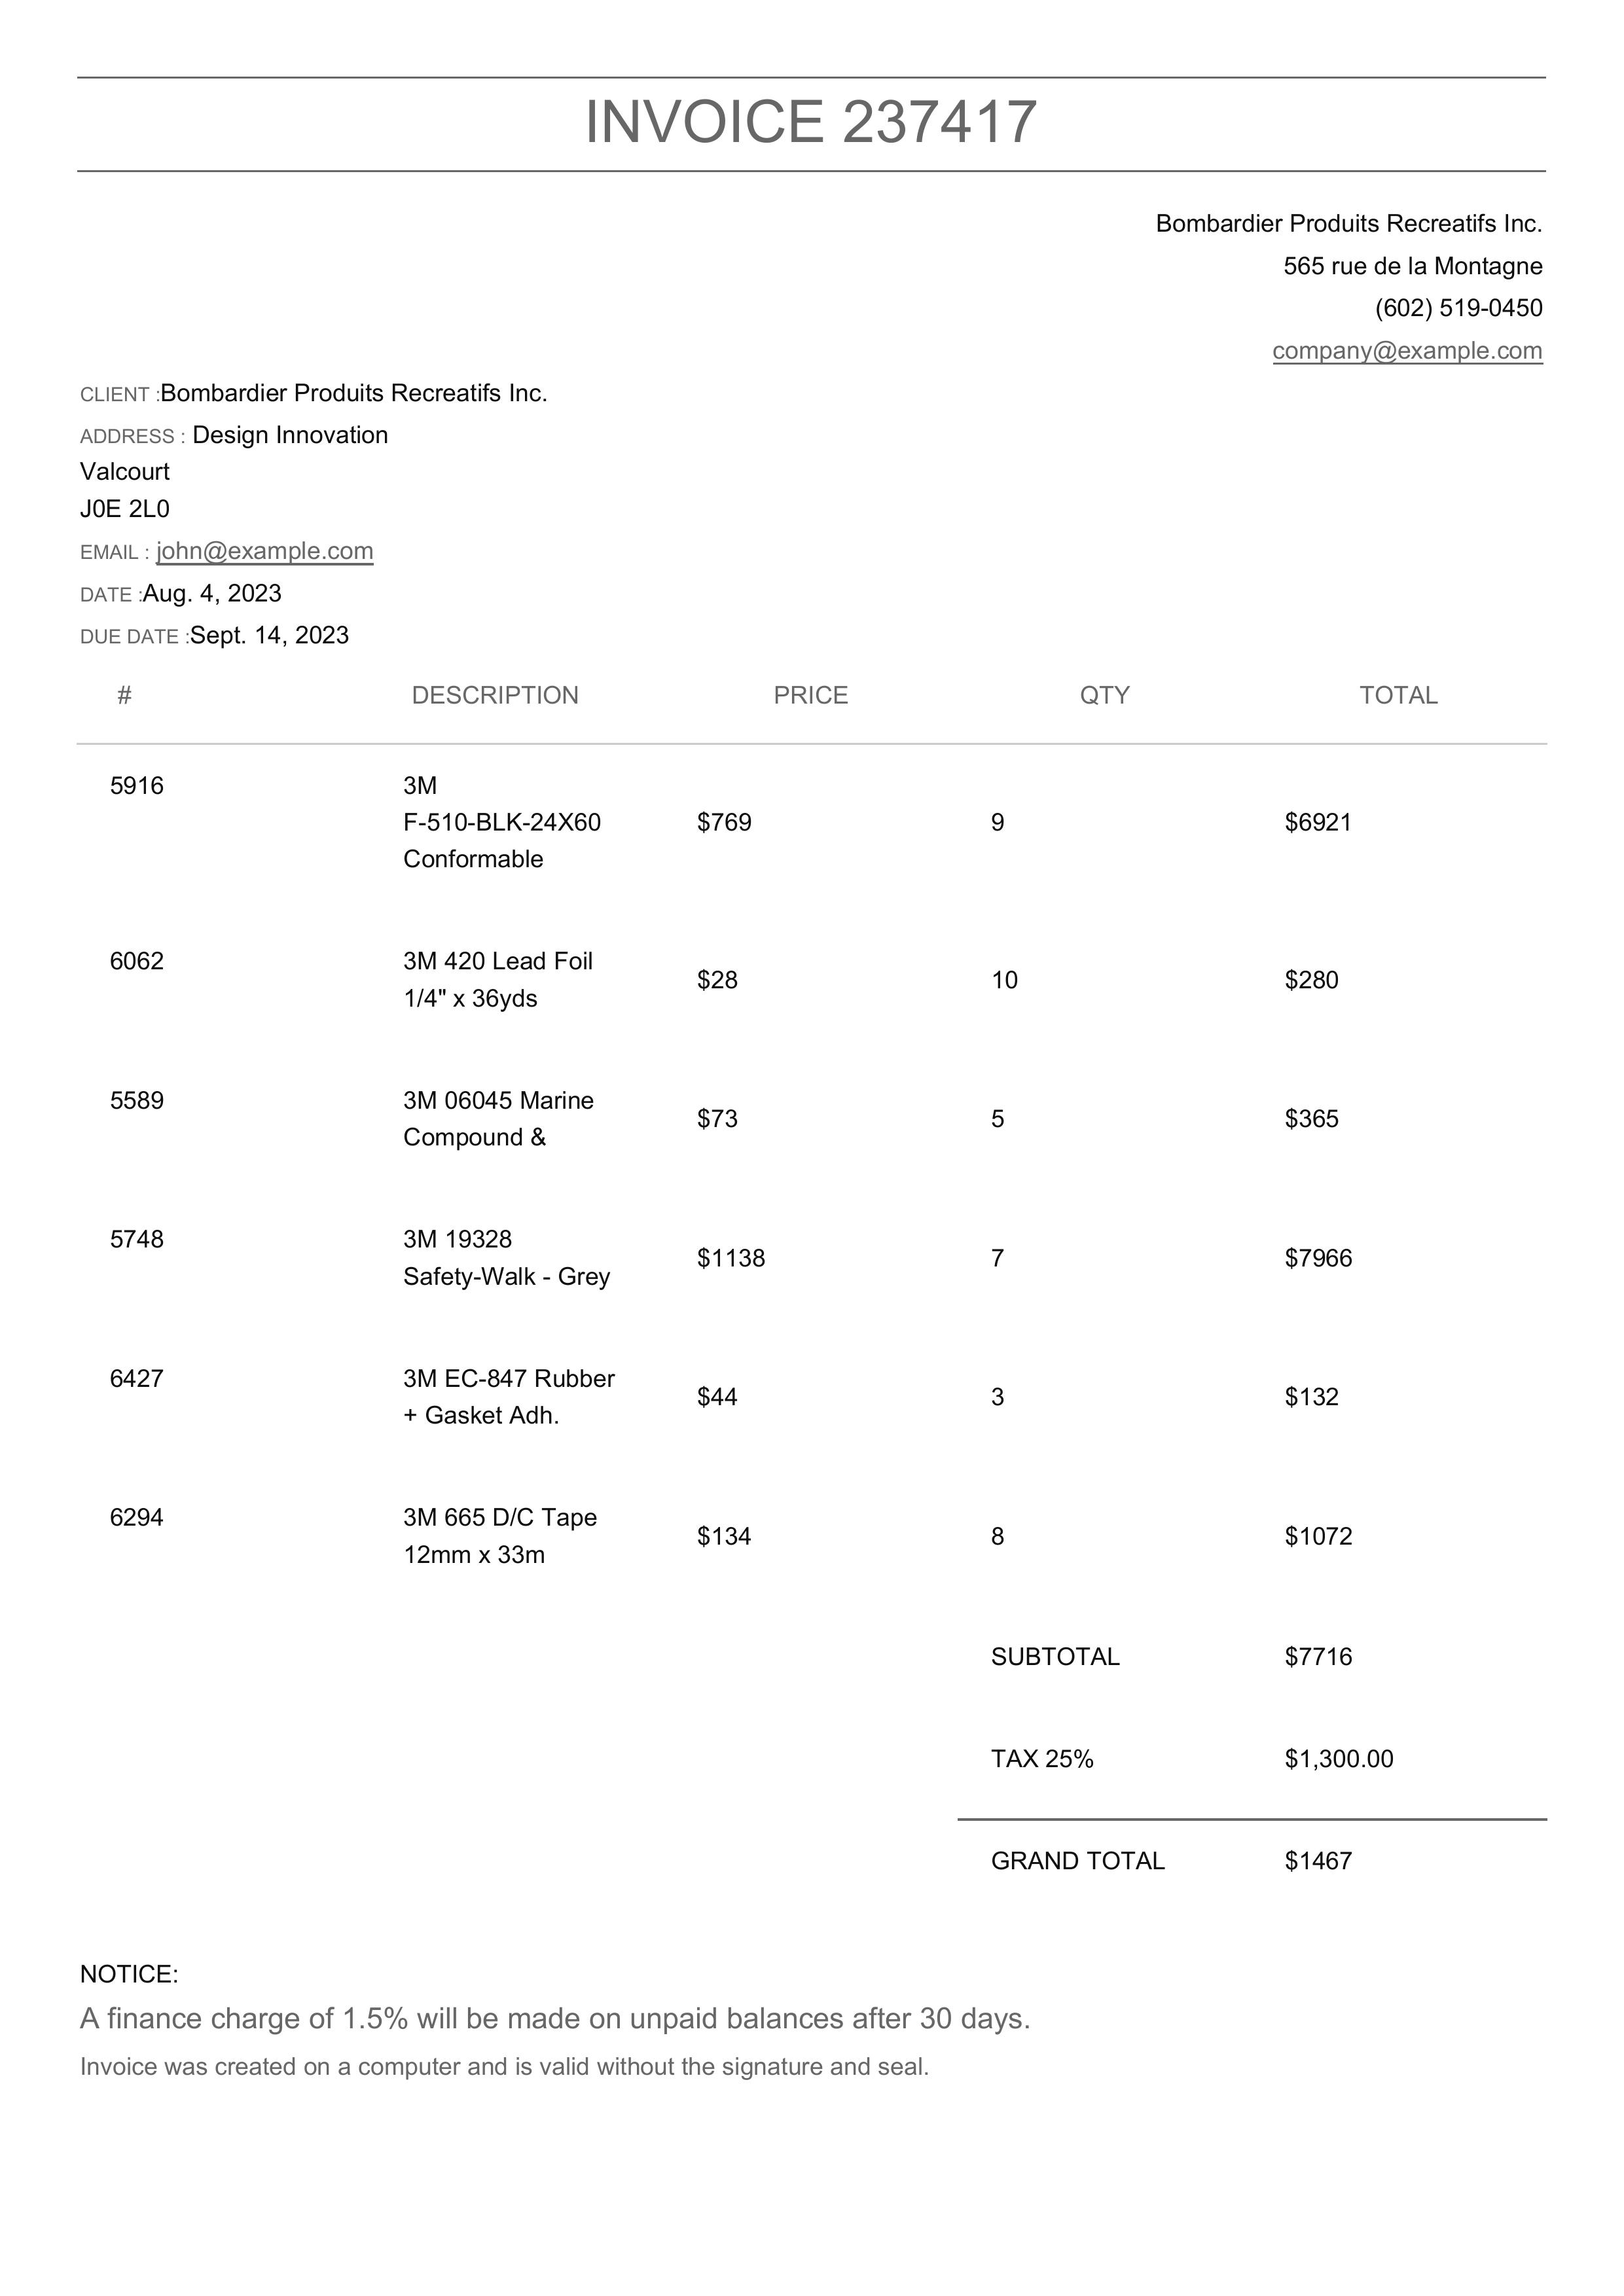 INVOICE 237417
Bombardier Produits Recreatifs Inc.
565 rue de la Montagne
(602) 519-0450
company@example.com
CLIENT :Bombardier Produits Recreatifs Inc.
ADDRESS : Design Innovation
Valcourt
J0E 2L0
EMAIL : john@example.com
DATE :Aug. 4, 2023
DUE DATE :Sept. 14, 2023
# DESCRIPTION PRICE QTY TOTAL
5916 3M
F-510-BLK-24X60 $769 9 $6921
Conformable
6062 3M 420 Lead Foil
1/4" x 36yds $28 10 $280
5589 3M 06045 Marine
Compound & $73 5 $365
5748 3M 19328
Safety-Walk - Grey $1138 7 $7966
6427 3M EC-847 Rubber
+ Gasket Adh. $44 3 $132
6294 3M 665 D/C Tape
12mm x 33m $134 8 $1072
SUBTOTAL $7716
TAX 25% $1,300.00
GRAND TOTAL $1467
NOTICE:
A finance charge of 1.5% will be made on unpaid balances after 30 days.
Invoice was created on a computer and is valid without the signature and seal.